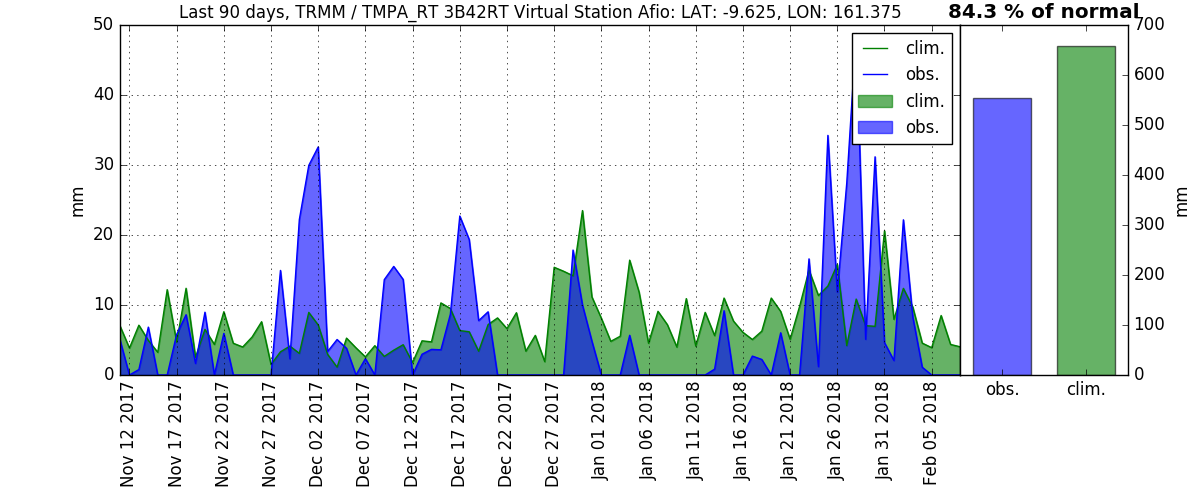 Last 90 days, TRMM / TMPA_RT 3B42RT Virtual Station Afio: LAT: -9.625, LON: 161.375
84.3 % of normal
50
40
30
20
10
0
mm
clim.
obs.
clim.
obs.
700
600
500
400
300
200
100
0
mm
obs.
clim.
Nov 12 2017
Nov 17 2017
Nov 22 2017
Nov 27 2017
Dec 02 2017
Dec 07 2017
Dec 12 2017
Dec 17 2017
Dec 22 2017
Dec 27 2017
Jan 01 2018
Jan 06 2018
Jan 11 2018
Jan 16 2018
Jan 21 2018
Jan 26 2018
Jan 31 2018
Feb 05 2018